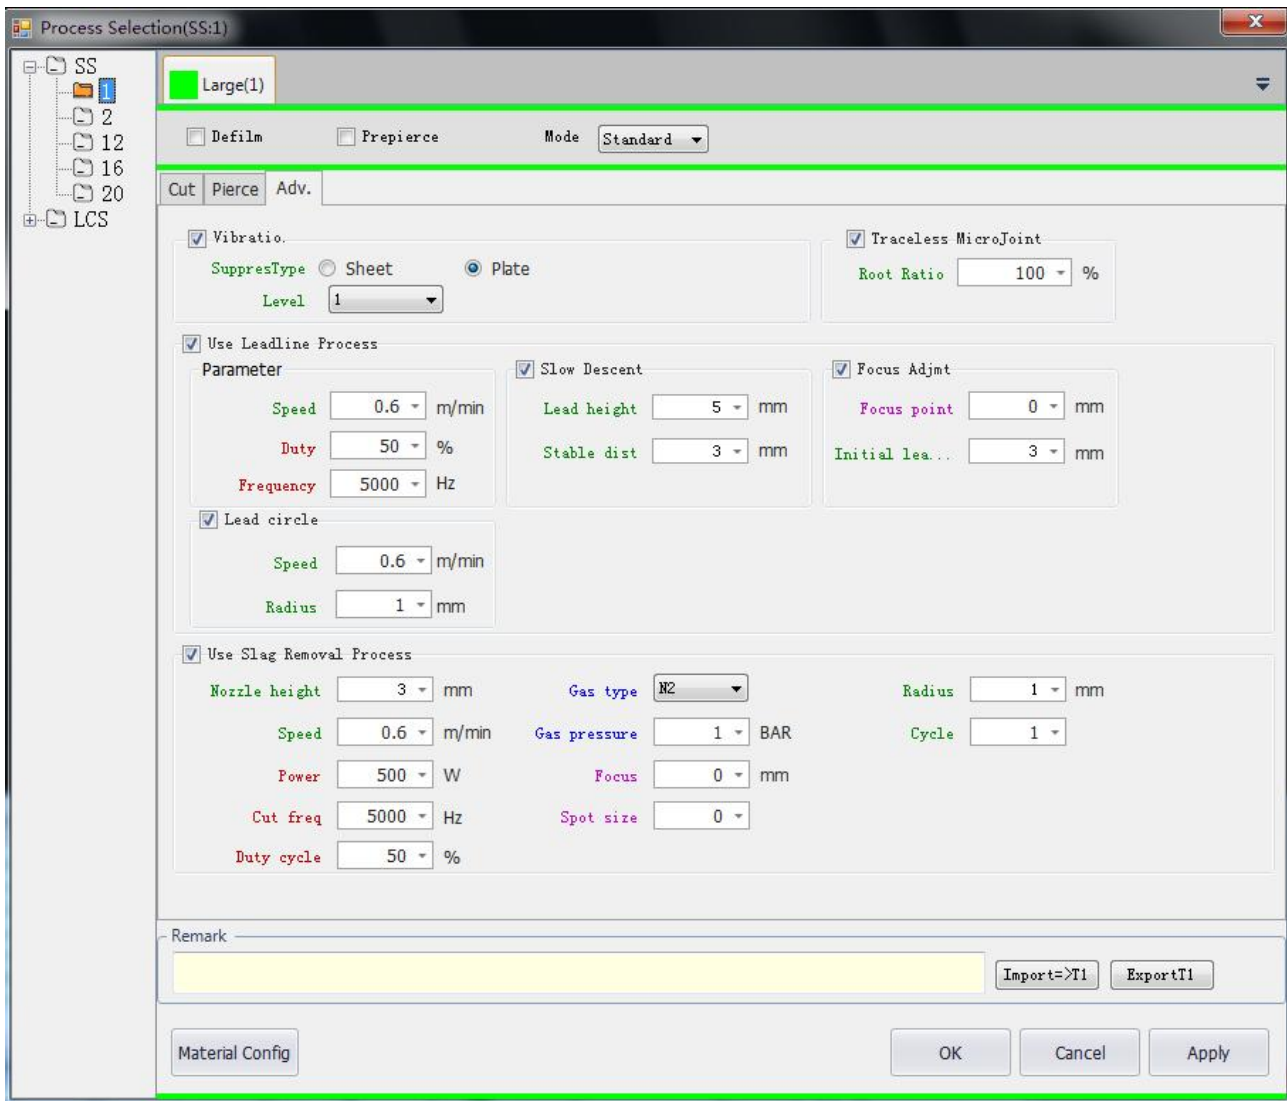 Process Selection(SS:1)
SS
1
2
12
16
20
LCS
Large(1)
Defilm Prepierce Mode Standard
Cut Pierce Adv.
Vibratio. Traceless MicroJoint
SuppresType Sheet Plate Root Ratio 100 %
Level 1
Use Leadline Process
Parameter Slow Descent Focus Adjmt
Speed 0.6 m/min Lead height 5 mm Focus point 0 mm
Duty 50 % Stable dist 3 mm Initial lea... 3 mm
Frequency 5000 Hz
Lead circle
Speed 0.6 m/min
Radius 1 mm
Use Slag Removal Process
Nozzle height 3 mm Gas type N2 Radius 1 mm
Speed 0.6 m/min Gas pressure 1 BAR Cycle 1
Power 500 W Focus 0 mm
Cut freq 5000 Hz Spot size 0
Duty cycle 50 %
Remark
Import=>T1 ExportT1
Material Config OK Cancel Apply